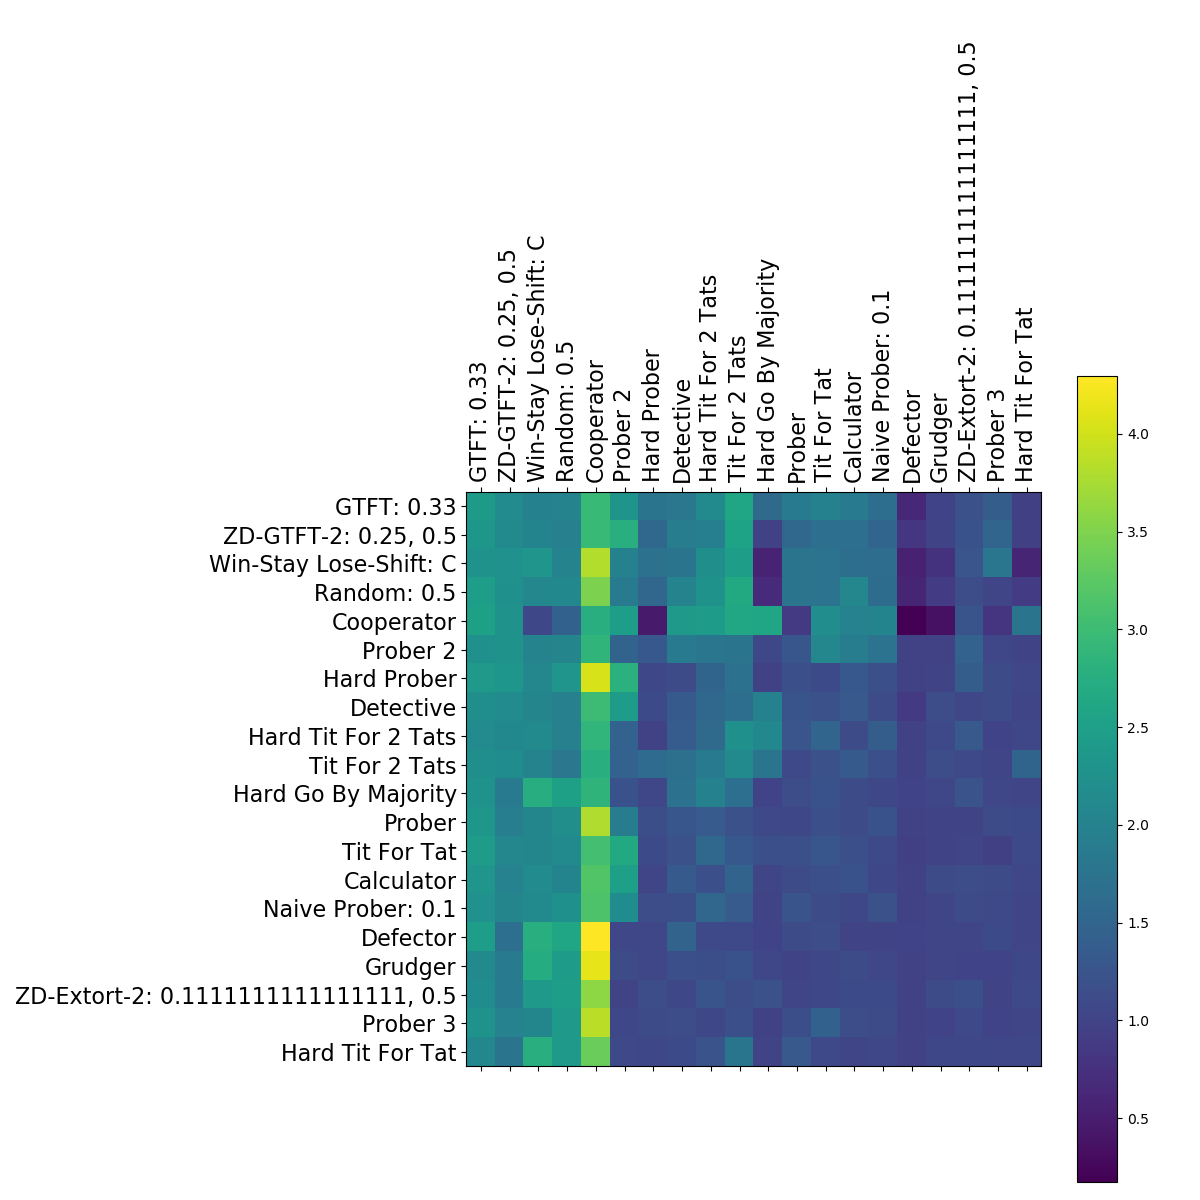 GTFT: 0.33
ZD-GTFT-2: 0.25, 0.5
Win-Stay Lose-Shift: C
Random: 0.5
Cooperator
Prober 2
Hard Prober
Detective
Hard Tit For 2 Tats
Tit For 2 Tats
Hard Go By Majority
Prober
Tit For Tat
Calculator
Naive Prober: 0.1
Defector
Grudger
ZD-Extort-2: 0.1111111111111111, 0.5
Prober 3
Hard Tit For Tat
GTFT: 0.33
ZD-GTFT-2: 0.25, 0.5
Win-Stay Lose-Shift: C
Random: 0.5
Cooperator
Prober 2
Hard Prober
Detective
Hard Tit For 2 Tats
Tit For 2 Tats
Hard Go By Majority
Prober
Tit For Tat
Calculator
Naive Prober: 0.1
Defector
Grudger
ZD-Extort-2: 0.1111111111111111, 0.5
Prober 3
Hard Tit For Tat
4.0
3.5
3.0
2.5
2.0
1.5
1.0
0.5